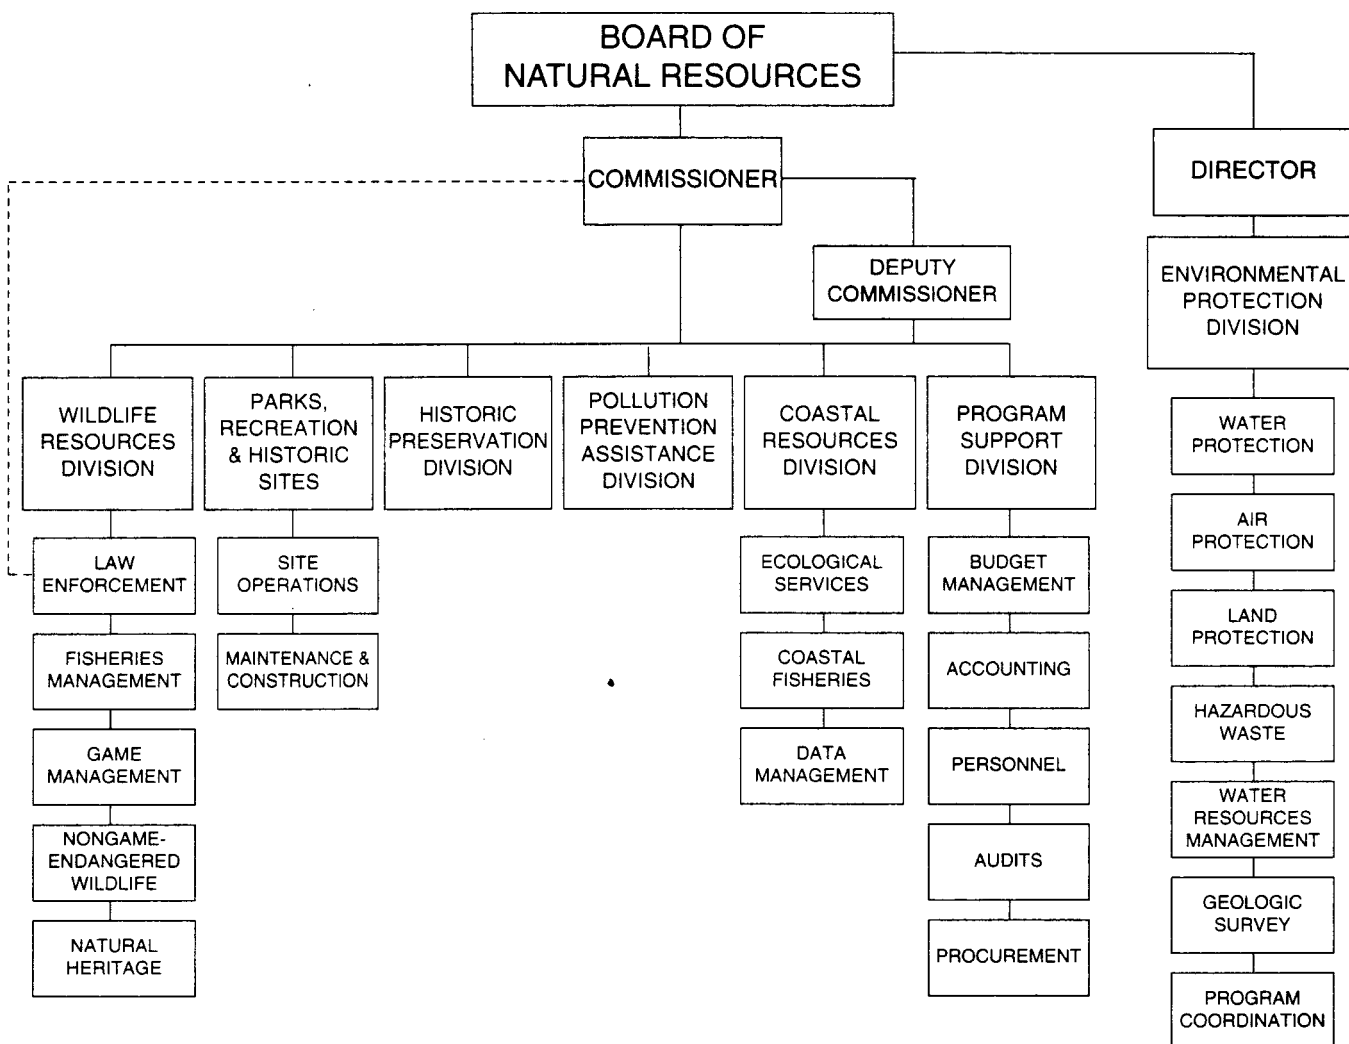 BOARD OF
NATURAL RESOURCES
COMMISSIONER
DIRECTOR
DEPUTY
COMMISSIONER
ENVIRONMENTAL
PROTECTION
DIVISION
WILDLIFE
RESOURCES
DIVISION
PARKS,
RECREATION
& HISTORIC
SITES
HISTORIC
PRESERVATION
DIVISION
POLLUTION
PREVENTION
ASSISTANCE
DIVISION
COASTAL
RESOURCES
DIVISION
PROGRAM
SUPPORT
DIVISION
LAW
ENFORCEMENT
FISHERIES
MANAGEMENT
GAME
MANAGEMENT
NONGAME-
ENDANGERED
WILDLIFE
NATURAL
HERITAGE
SITE
OPERATIONS
MAINTENANCE &
CONSTRUCTION
ECOLOGICAL
SERVICES
COASTAL
FISHERIES
DATA
MANAGEMENT
BUDGET
MANAGEMENT
ACCOUNTING
PERSONNEL
AUDITS
PROCUREMENT
WATER
PROTECTION
AIR
PROTECTION
LAND
PROTECTION
HAZARDOUS
WASTE
WATER
RESOURCES
MANAGEMENT
GEOLOGIC
SURVEY
PROGRAM
COORDINATION